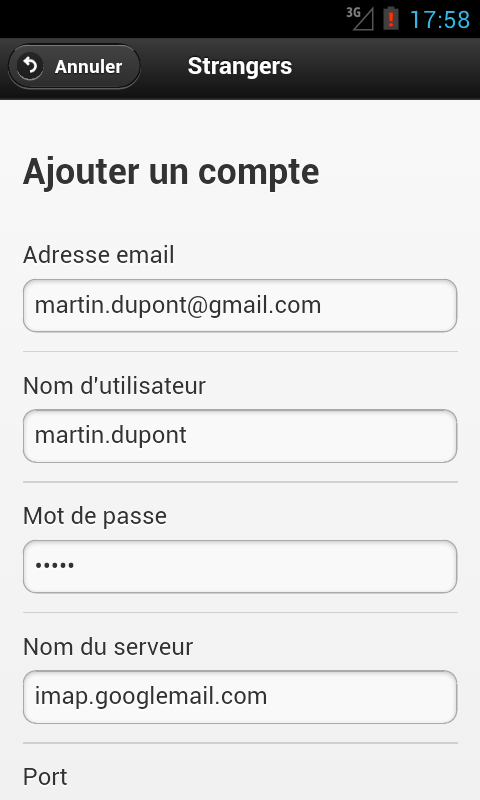 3G 17:58
Annuler Strangers
Ajouter un compte
Adresse email
martin.dupont@gmail.com
Nom d'utilisateur
martin.dupont
Mot de passe
•••••
Nom du serveur
imap.googlemail.com
Port